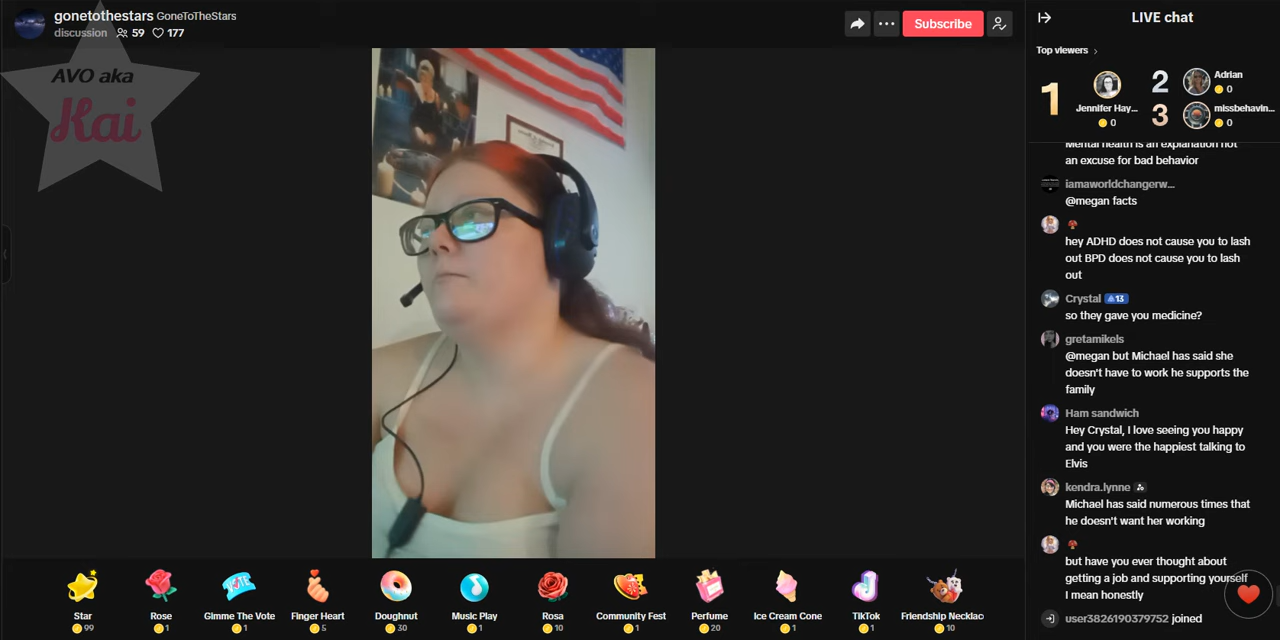 gonetothestars GoneToTheStars
discussion 59 177
Subscribe
AVO aka
Kai
LIVE chat
Top viewers
1
Jennifer Hay...
0
2
Adrian
0
3
missbehavin...
0
Mental health is an explanation not
an excuse for bad behavior
iamaworldchangerw...
@megan facts
hey ADHD does not cause you to lash
out BPD does not cause you to lash
out
Crystal 13
so they gave you medicine?
gretamikels
@megan but Michael has said she
doesn't have to work he supports the
family
Ham sandwich
Hey Crystal, I love seeing you happy
and you were the happiest talking to
Elvis
kendra.lynne
Michael has said numerous times that
he doesn't want her working
but have you ever thought about
getting a job and supporting yourself
I mean honestly
user3826190379752 joined
Star
99
Rose
1
Gimme The Vote
1
Finger Heart
5
Doughnut
30
Music Play
1
Rosa
10
Community Fest
1
Perfume
20
Ice Cream Cone
1
TikTok
1
Friendship Necklac
10